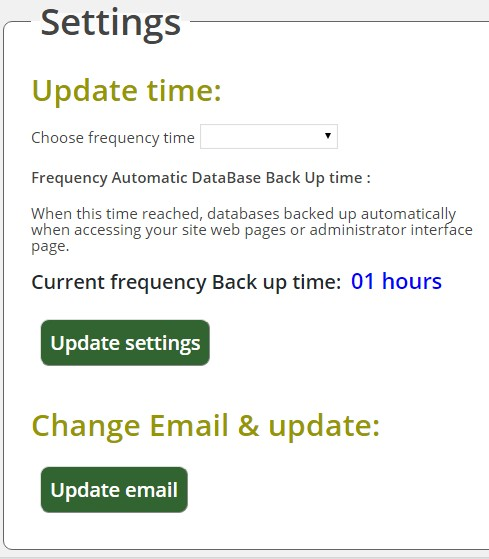 Settings
Update time:
Choose frequency time
Frequency Automatic DataBase Back Up time :
When this time reached, databases backed up automatically
when accessing your site web pages or administrator interface
page.
Current frequency Back up time: 01 hours
Update settings
Change Email & update:
Update email